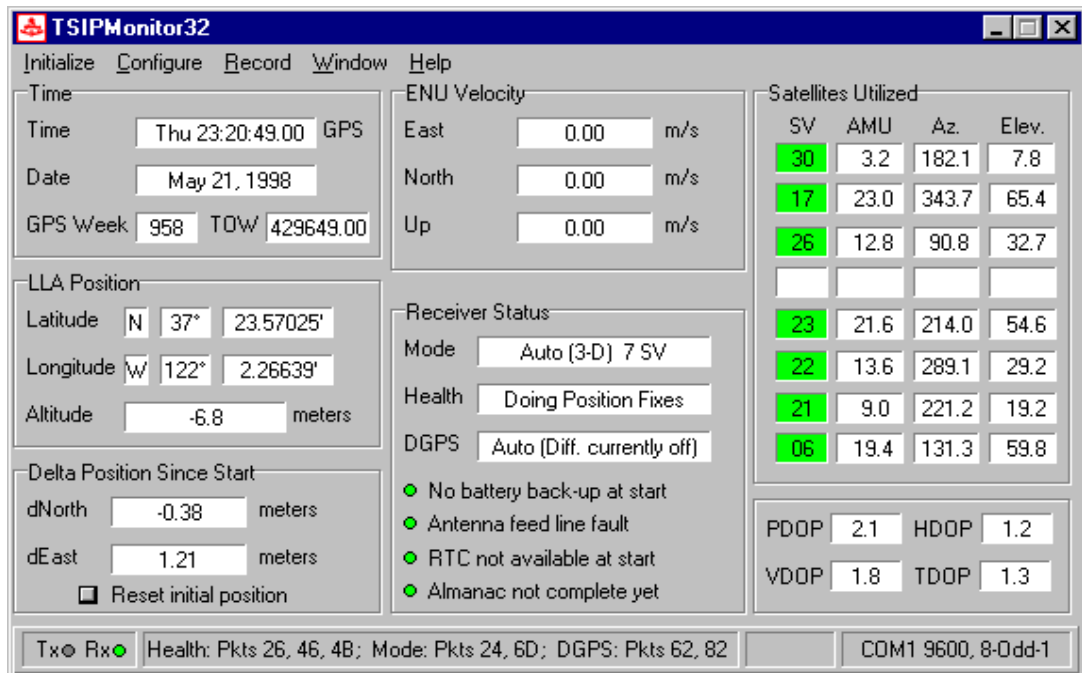 TSIPMonitor32
Initialize Configure Record Window Help
Time
Time Thu 23:20:49.00 GPS
Date May 21, 1998
GPS Week 958 TOW 429649.00
LLA Position
Latitude N 37° 23.57025'
Longitude W 122° 2.26639'
Altitude -6.8 meters
Delta Position Since Start
dNorth -0.38 meters
dEast 1.21 meters
Reset initial position
ENU Velocity
East 0.00 m/s
North 0.00 m/s
Up 0.00 m/s
Receiver Status
Mode Auto (3-D) 7 SV
Health Doing Position Fixes
DGPS Auto (Diff. currently off)
No battery back-up at start
Antenna feed line fault
RTC not available at start
Almanac not complete yet
Satellites Utilized
SV AMU Az. Elev.
30 3.2 182.1 7.8
17 23.0 343.7 65.4
26 12.8 90.8 32.7
23 21.6 214.0 54.6
22 13.6 289.1 29.2
21 9.0 221.2 19.2
06 19.4 131.3 59.8
PDOP 2.1 HDOP 1.2
VDOP 1.8 TDOP 1.3
Tx Rx Health: Pkts 26, 46, 4B; Mode: Pkts 24, 6D; DGPS: Pkts 62, 82 COM1 9600, 8-Odd-1